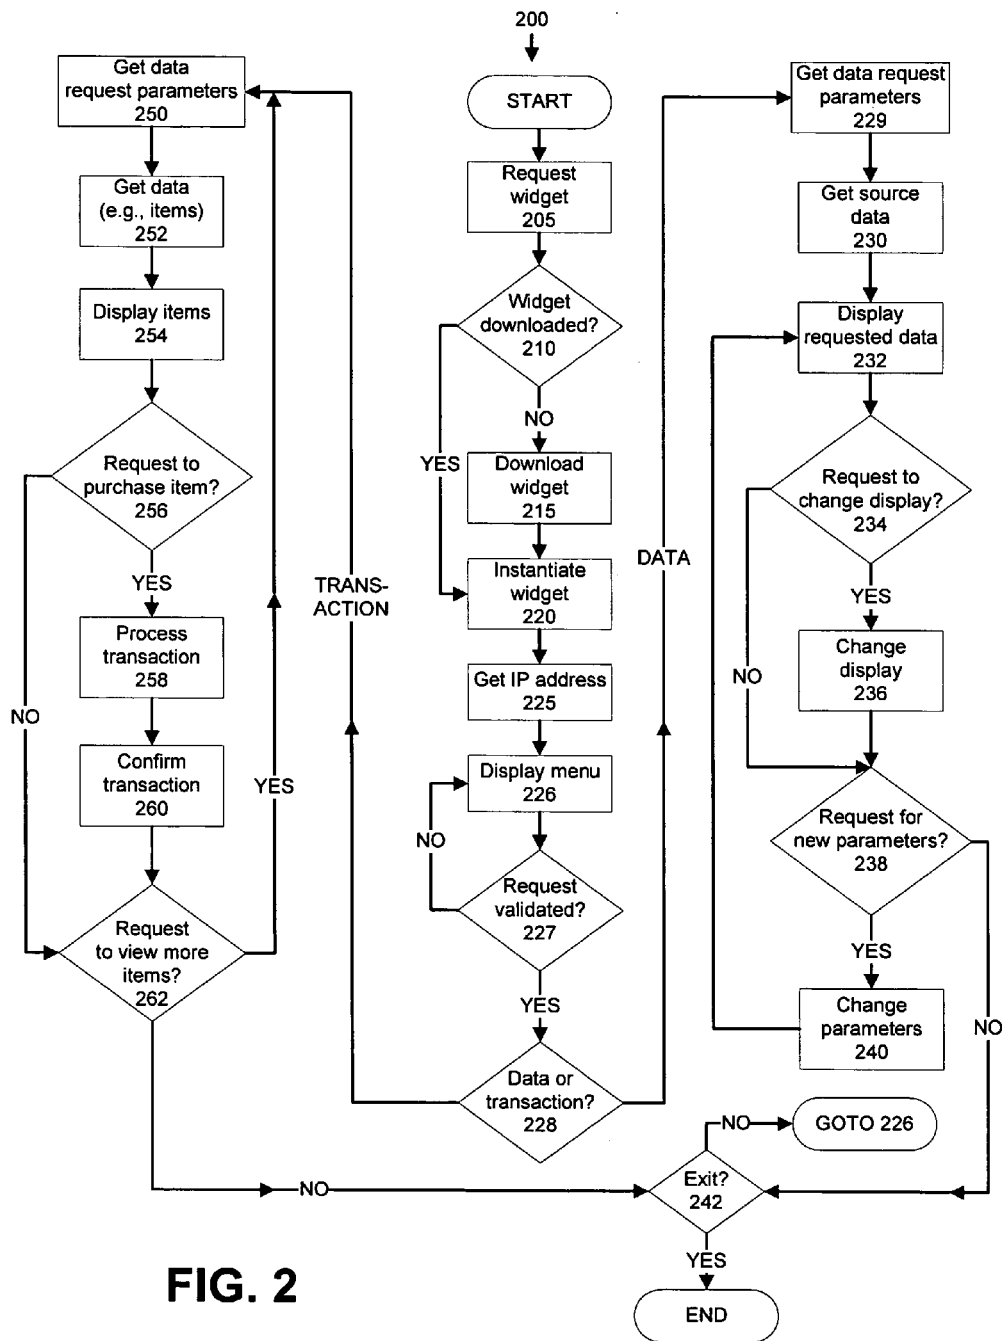 200
START
Request
widget
205
Widget
downloaded?
210
NO
YES
Download
widget
215
Instantiate
widget
220
Get IP address
225
Display menu
226
NO
Request
validated?
227
YES
Data or
transaction?
228
TRANS-
ACTION
DATA
Get data
request parameters
250
Get data
(e.g., items)
252
Display items
254
Request to
purchase item?
256
YES
NO
Process
transaction
258
Confirm
transaction
260
YES
Request
to view more
items?
262
NO
Get data request
parameters
229
Get source
data
230
Display
requested data
232
Request to
change display?
234
YES
NO
Change
display
236
Request for
new parameters?
238
YES
NO
Change
parameters
240
NO
GOTO 226
Exit?
242
YES
END
FIG. 2